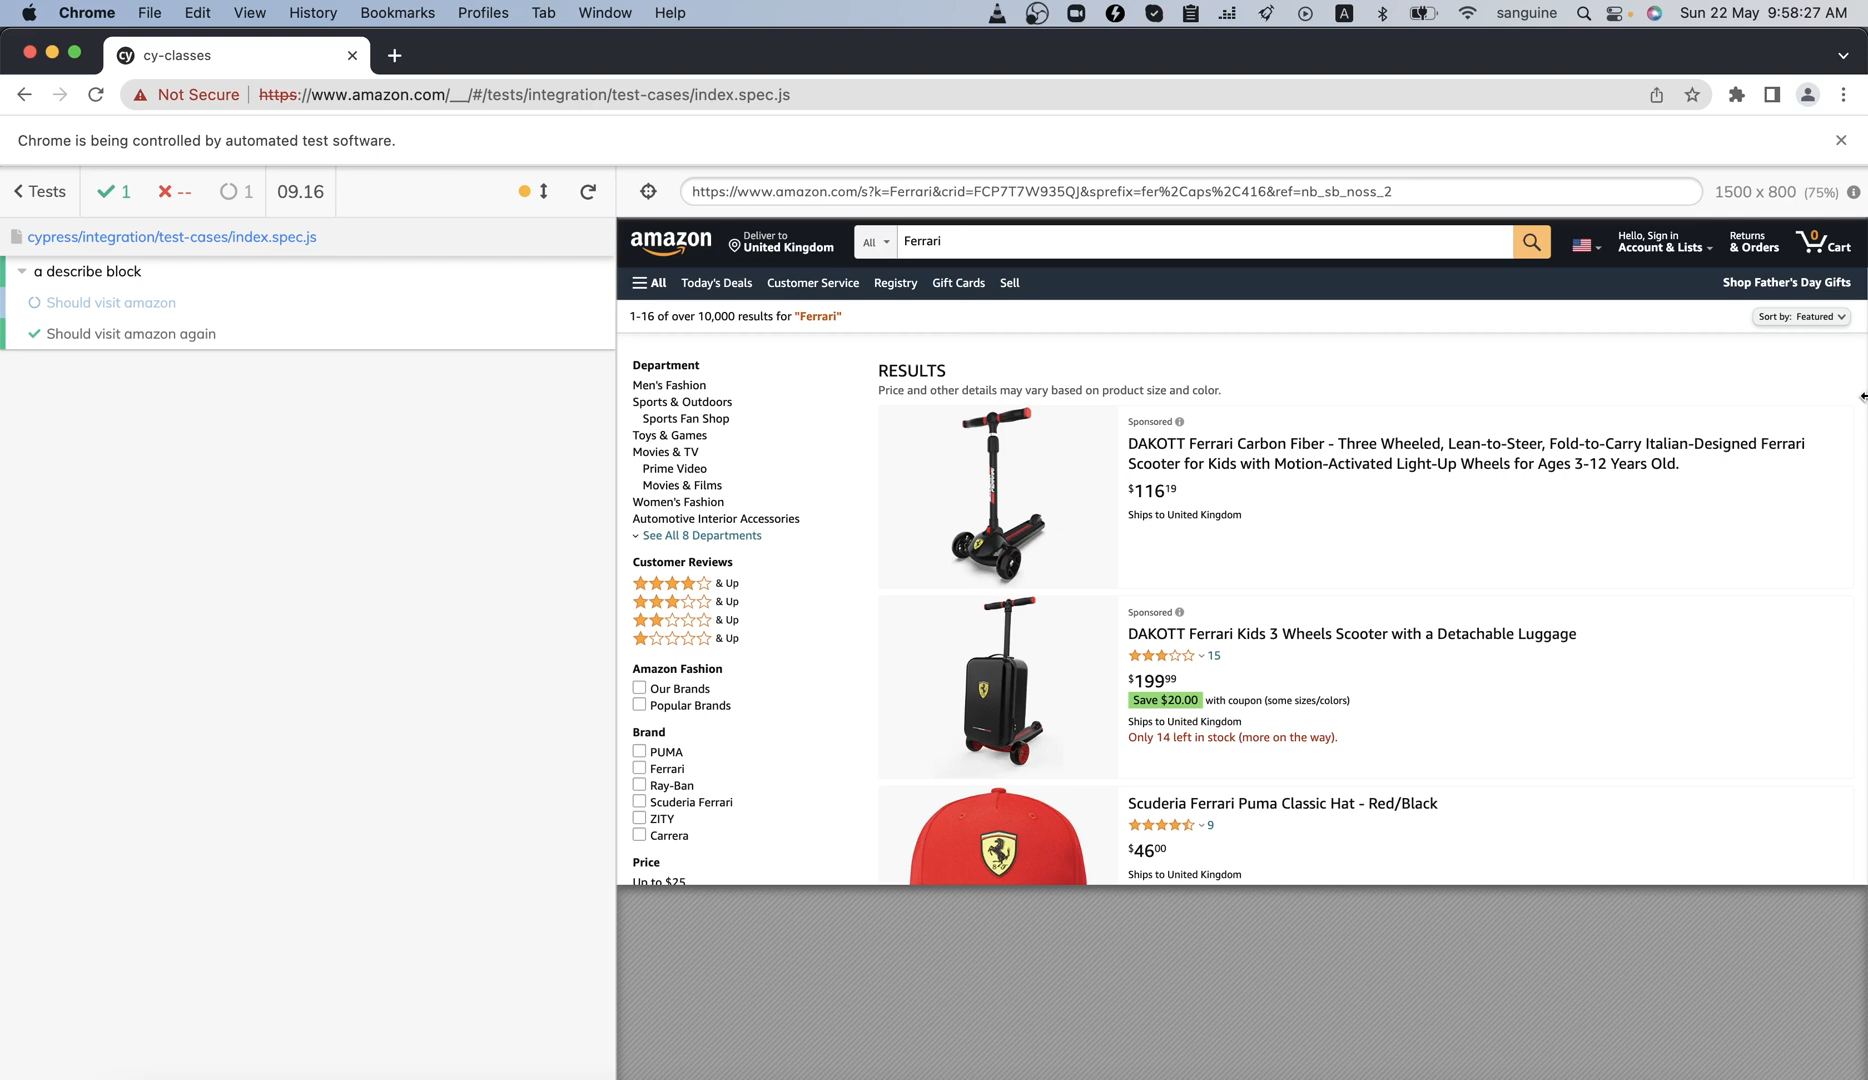 Chrome File Edit View History Bookmarks Profiles Tab Window Help
A
sanguine
Sun 22 May 9:58:27 AM
cy
cy-classes
Not Secure
https://www.amazon.com/__/#/tests/integration/test-cases/index.spec.js
Chrome is being controlled by automated test software.
Tests
1
--
1
09.16
https://www.amazon.com/s?k=Ferrari&crid=FCP7T7W935QJ&sprefix=fer%2Caps%2C416&ref=nb_sb_noss_2
1500 x 800 (75%)
cypress/integration/test-cases/index.spec.js
a describe block
Should visit amazon
Should visit amazon again
amazon
Deliver to
United Kingdom
All
Ferrari
Hello, Sign in
Account & Lists
Returns
& Orders
0
Cart
All
Today's Deals
Customer Service
Registry
Gift Cards
Sell
Shop Father's Day Gifts
1-16 of over 10,000 results for "Ferrari"
Sort by: Featured
Department
Men's Fashion
Sports & Outdoors
Sports Fan Shop
Toys & Games
Movies & TV
Prime Video
Movies & Films
Women's Fashion
Automotive Interior Accessories
See All 8 Departments
Customer Reviews
& Up
& Up
& Up
& Up
Amazon Fashion
Our Brands
Popular Brands
Brand
PUMA
Ferrari
Ray-Ban
Scuderia Ferrari
ZITY
Carrera
Price
Up to $25
RESULTS
Price and other details may vary based on product size and color.
Sponsored
DAKOTT Ferrari Carbon Fiber - Three Wheeled, Lean-to-Steer, Fold-to-Carry Italian-Designed Ferrari
Scooter for Kids with Motion-Activated Light-Up Wheels for Ages 3-12 Years Old.
$116 19
Ships to United Kingdom
Sponsored
DAKOTT Ferrari Kids 3 Wheels Scooter with a Detachable Luggage
15
$199 99
Save $20.00 with coupon (some sizes/colors)
Ships to United Kingdom
Only 14 left in stock (more on the way).
Scuderia Ferrari Puma Classic Hat - Red/Black
9
$46 00
Ships to United Kingdom